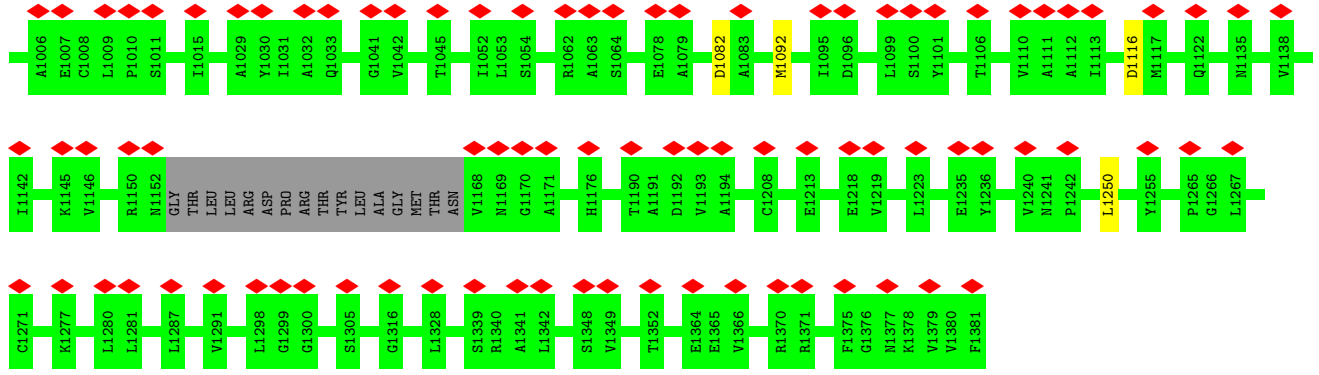 A1006 E1007 C1008 L1009 P1010 S1011 I1015 A1029 Y1030 I1031 A1032 Q1033 G1041 V1042 T1045 I1052 L1053 S1054 R1062 A1063 S1064 E1078 A1079 D1082 A1083 M1092 I1095 D1096 L1099 S1100 Y1101 T1106 V1110 A1111 A1112 I1113 D1116 M1117 Q1122 N1135 V1138
I1142 K1145 V1146 R1150 N1152 GLY THR LEU LEU ARG ASP PRO ARG THR TYR LEU ALA GLY MET THR ASN V1168 N1169 G1170 A1171 H1176 T1190 A1191 D1192 V1193 A1194 C1208 E1213 E1218 V1219 L1223 E1235 Y1236 V1240 N1241 P1242 L1250 Y1255 P1265 G1266 L1267
C1271 K1277 L1280 L1281 L1287 V1291 L1298 G1299 G1300 S1305 G1316 L1328 S1339 R1340 A1341 L1342 S1348 V1349 T1352 E1364 E1365 V1366 R1370 R1371 F1375 G1376 N1377 K1378 V1379 V1380 F1381